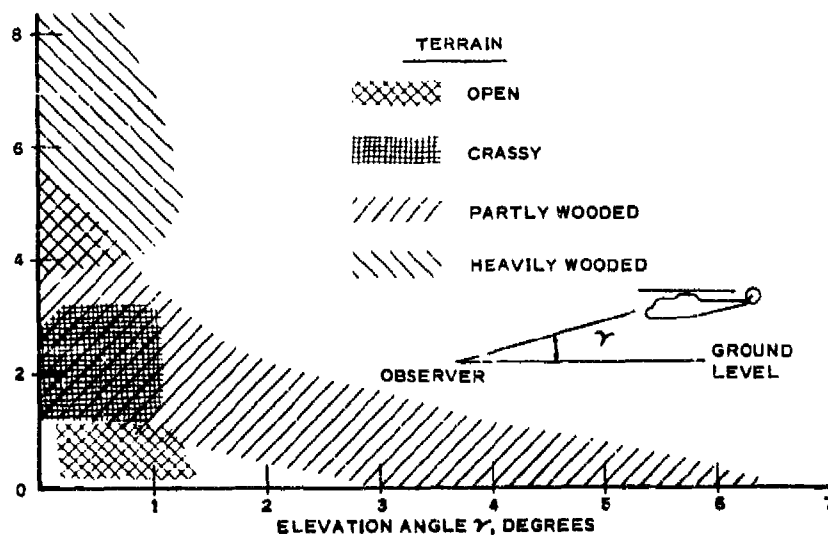 8
6
4
2
0
TERRAIN
OPEN
CRASSY
PARTLY WOODED
HEAVILY WOODED
γ
OBSERVER
GROUND
LEVEL
1 2 3 4 5 6 7
ELEVATION ANGLE γ, DEGREES